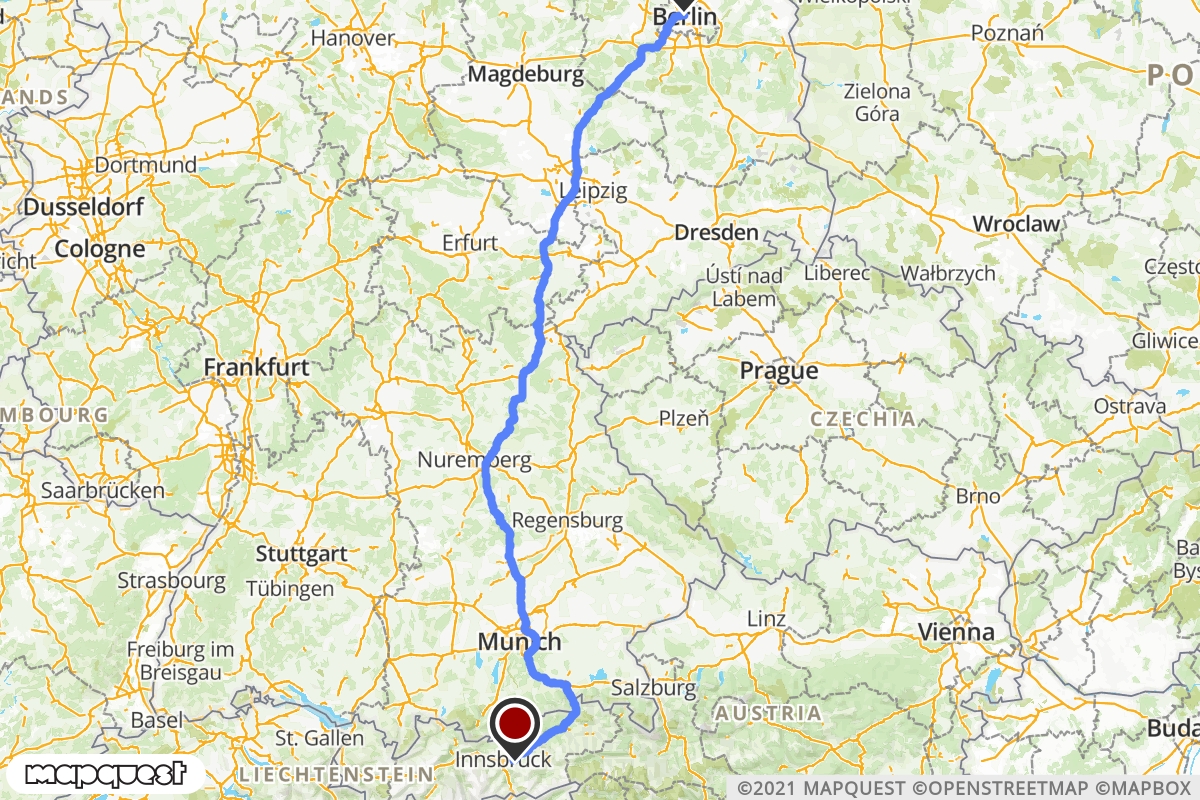 Berlin
Hanover
Poznań
Magdeburg
PO
ANDS
Zielona
Góra
Dortmund
Leipzig
Dusseldorf
Wroclaw
Dresden
Erfurt
Cologne
richt
Ústí nad
Labem
Liberec
Wałbrzych
Często
Gliwice
Frankfurt
Prague
MBOURG
Plzeň
CZECHIA
Ostrava
Nuremberg
Saarbrücken
Brno
Regensburg
Stuttgart
Ba
Bys
Strasbourg
Tübingen
Linz
Vienna
Munich
Freiburg im
Breisgau
Salzburg
AUSTRIA
Basel
St. Gallen
Buda
Innsbruck
LIECHTENSTEIN
mapquest
©2021 MAPQUEST ©OPENSTREETMAP ©MAPBOX